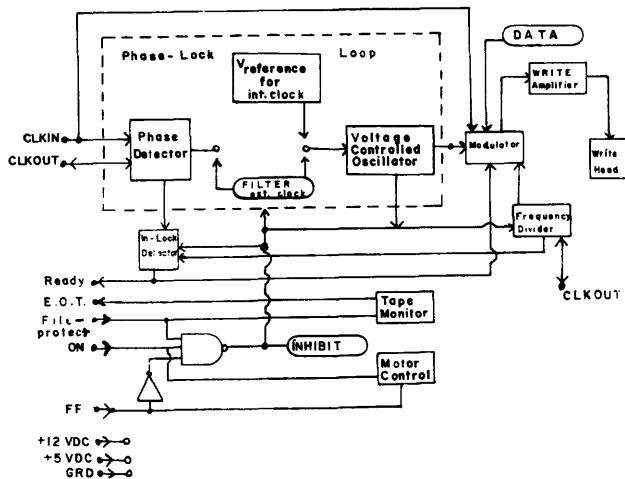 DATA
Phase-Lock Loop
Vreference
for
int. clock
WRITE
Amplifier
CLKIN
CLKOUT
Phase
Detector
Voltage
Controlled
Oscillator
Modulator
Write
Head
FILTER
ext. clock
In-Lock
Detector
Frequency
Divider
Ready
CLKOUT
E.O.T.
Tape
Monitor
File-
protect
ON
INHIBIT
Motor
Control
FF
+12 VDC
+5 VDC
GRD